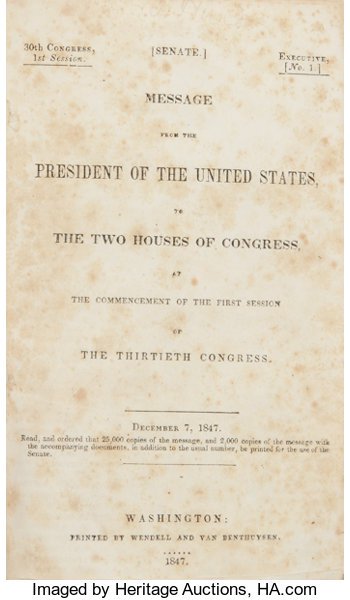 30th Congress,
1st Session.
[SENATE.]
Executive,
[No. 1.]
MESSAGE
FROM THE
PRESIDENT OF THE UNITED STATES,
TO
THE TWO HOUSES OF CONGRESS,
AT
THE COMMENCEMENT OF THE FIRST SESSION
OF
THE THIRTIETH CONGRESS.
December 7, 1847.
Read, and ordered that 25,000 copies of the message, and 2,000 copies of the message with
the accompanying documents, in addition to the usual number, be printed for the use of the
Senate.
WASHINGTON:
PRINTED BY WENDELL AND VAN BENTHUYSEN.
......
1847.
Imaged by Heritage Auctions, HA.com